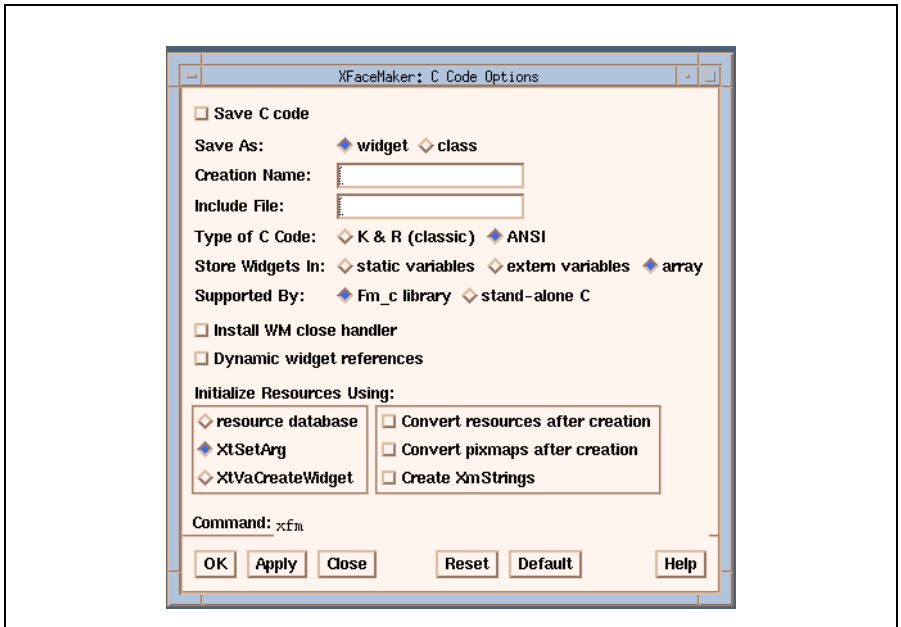 XFaceMaker: C Code Options
Save C code
Save As: widget class
Creation Name:
Include File:
Type of C Code: K & R (classic) ANSI
Store Widgets In: static variables extern variables array
Supported By: Fm_c library stand-alone C
Install WM close handler
Dynamic widget references
Initialize Resources Using:
resource database Convert resources after creation
XtSetArg Convert pixmaps after creation
XtVaCreateWidget Create XmStrings
Command: xfm
OK Apply Close Reset Default Help